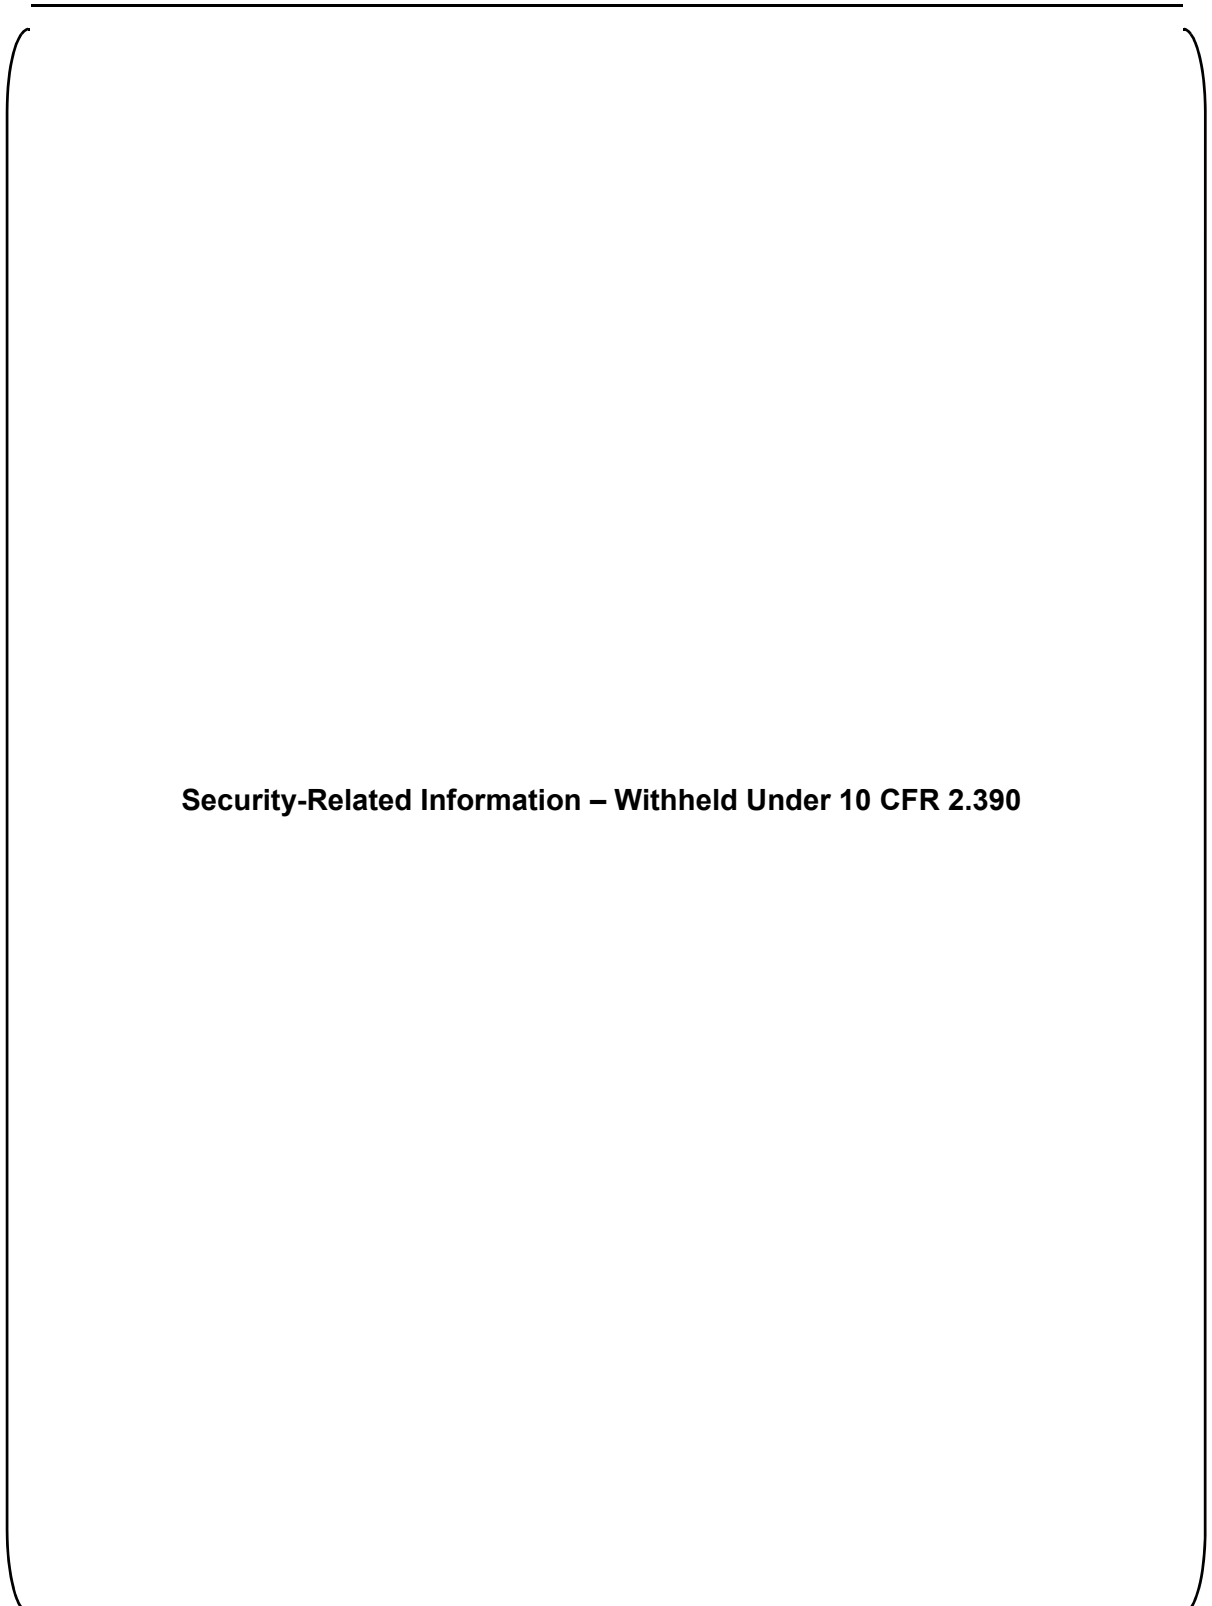 Security-Related Information – Withheld Under 10 CFR 2.390